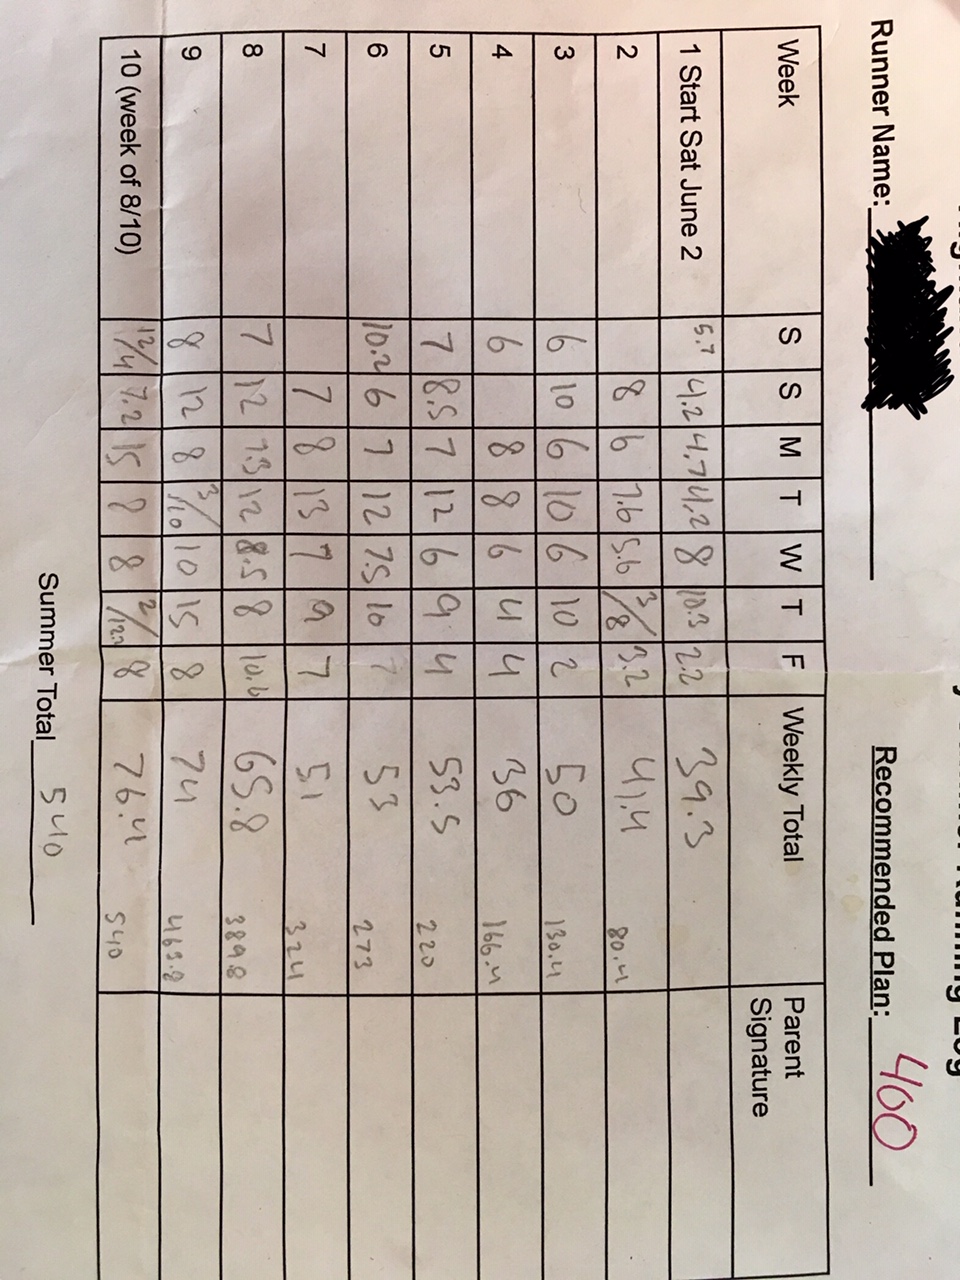 Running Log
Runner Name: Recommended Plan: 400
Week S S M T W T F Weekly Total Parent Signature
1 Start Sat June 2 5.7 4.2 4.7 4.2 8 10.3 2.2 39.3
2 8 6 7.6 5.6 3/8 3.2 41.4 80.4
3 6 10 6 10 6 10 2 50 130.4
4 6 8 8 6 4 4 36 166.4
5 7 8.5 7 12 6 9 4 53.5 220
6 10.2 6 7 12 7.5 10 53 273
7 7 8 13 7 9 7 51 324
8 7 12 12 8.5 8 10.6 65.8 389.8
9 8 12 8 3/10 10 15 8 74 463.8
10 (week of 8/10) 12/4 7.2 15 8 8 8 76.4 540
Summer Total 540